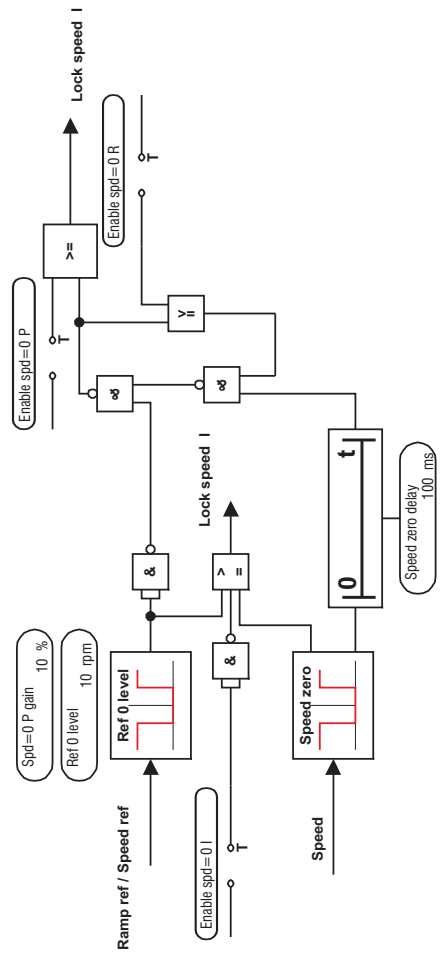 Spd=0 P gain
10 %
Ref 0 level
10 rpm
Enable spd=0 P
Lock speed I
Enable spd=0 R
T
T
>=
>=
&
&
&
Ref 0 level
Ramp ref / Speed ref
Lock speed I
> =
&
Enable spd=0 I
T
Speed zero
Speed
0 t
Speed zero delay
100 ms